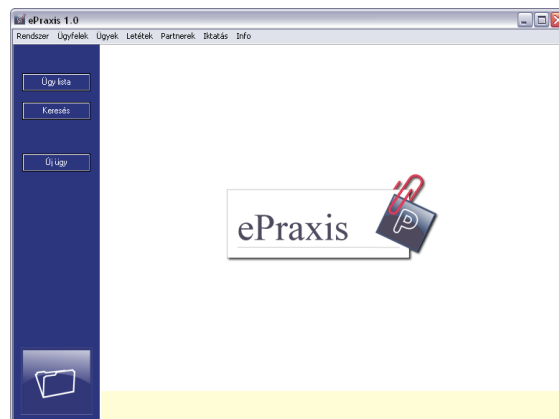 ePraxis 1.0
Rendszer Ügyfelek Ügyek Letétek Partnerek Iktatás Info
Ügy lista
Keresés
Új ügy
ePraxis
P